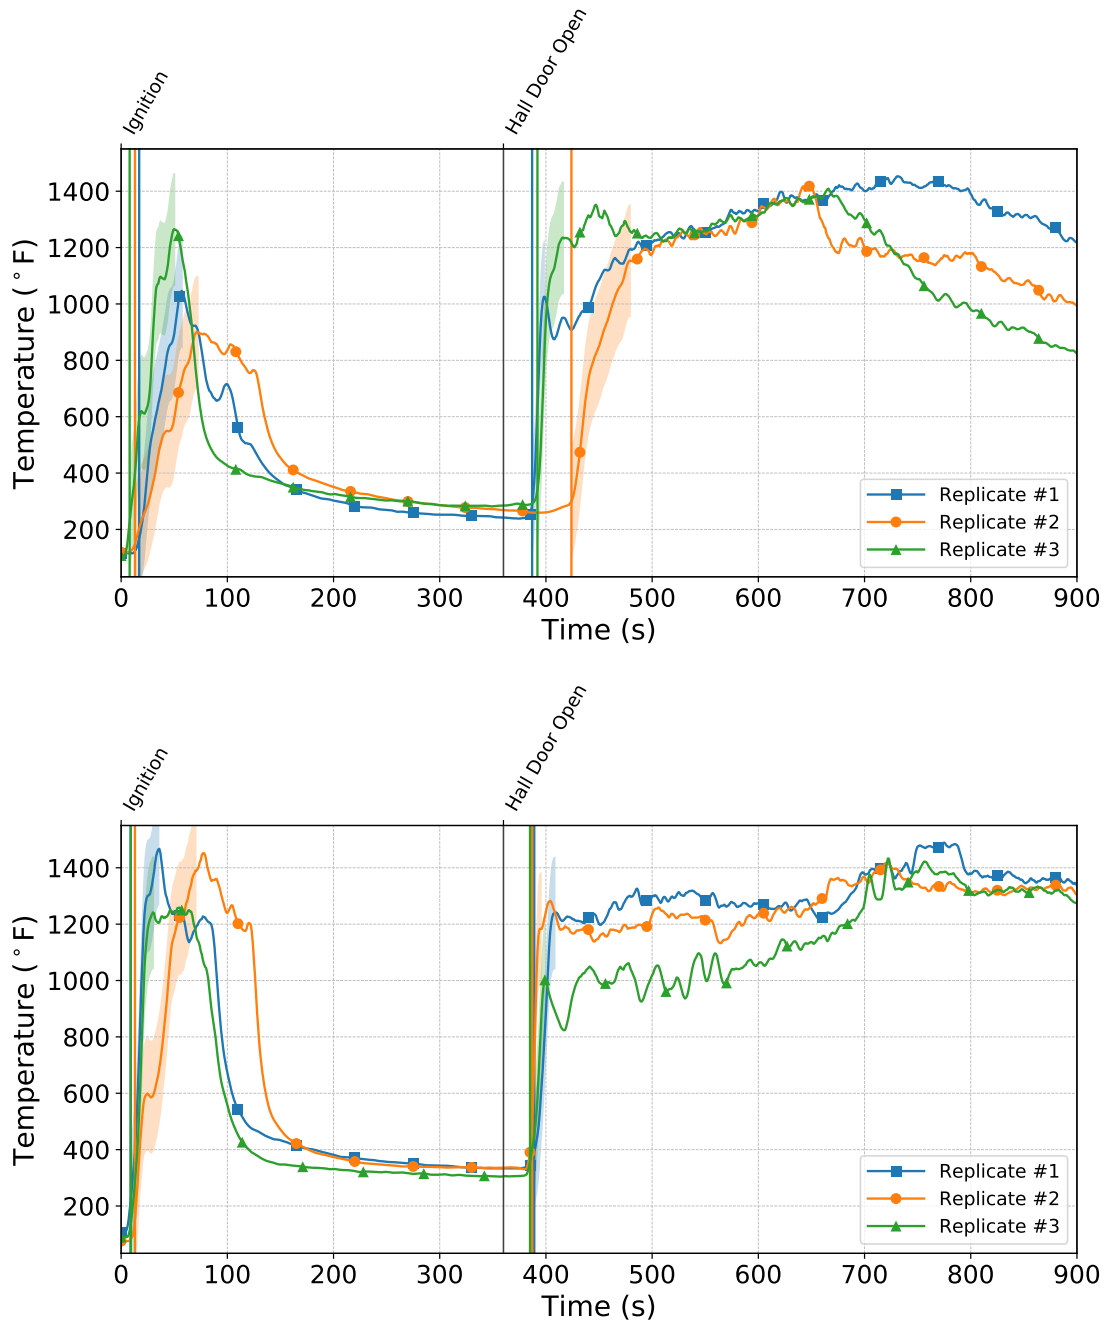 Ignition
Hall Door Open
1400
1200
1000
800
600
400
200
Temperature (°F)
0 100 200 300 400 500 600 700 800 900
Time (s)
Replicate #1
Replicate #2
Replicate #3
Ignition
Hall Door Open
1400
1200
1000
800
600
400
200
Temperature (°F)
0 100 200 300 400 500 600 700 800 900
Time (s)
Replicate #1
Replicate #2
Replicate #3